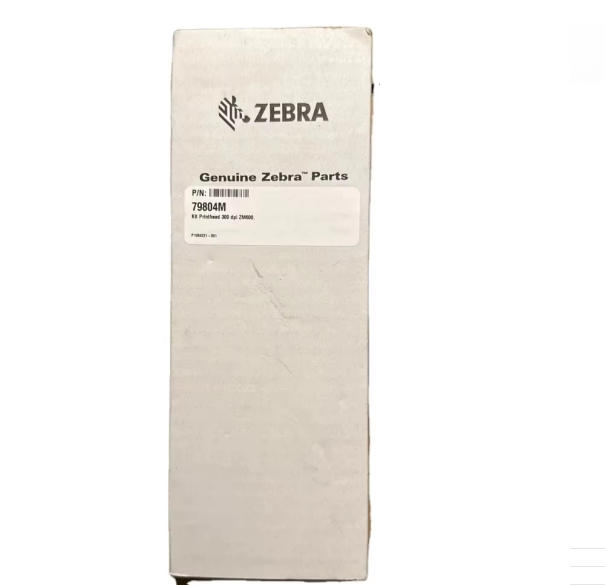 ZEBRA
Genuine Zebra™ Parts
P/N:
79804M
Kit Printhead 300 dpi ZM600,